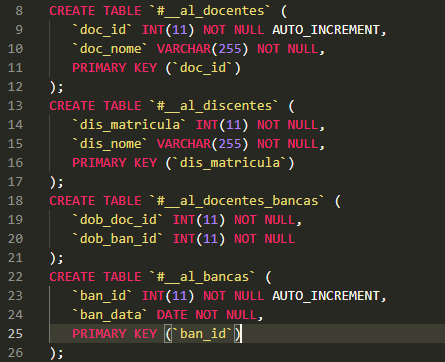 8 CREATE TABLE `#__al_docentes` (
9 `doc_id` INT(11) NOT NULL AUTO_INCREMENT,
10 `doc_nome` VARCHAR(255) NOT NULL,
11 PRIMARY KEY (`doc_id`)
12 );
13 CREATE TABLE `#__al_discentes` (
14 `dis_matricula` INT(11) NOT NULL,
15 `dis_nome` VARCHAR(255) NOT NULL,
16 PRIMARY KEY (`dis_matricula`)
17 );
18 CREATE TABLE `#__al_docentes_bancas` (
19 `dob_doc_id` INT(11) NOT NULL,
20 `dob_ban_id` INT(11) NOT NULL
21 );
22 CREATE TABLE `#__al_bancas` (
23 `ban_id` INT(11) NOT NULL AUTO_INCREMENT,
24 `ban_data` DATE NOT NULL,
25 PRIMARY KEY (`ban_id`)
26 );